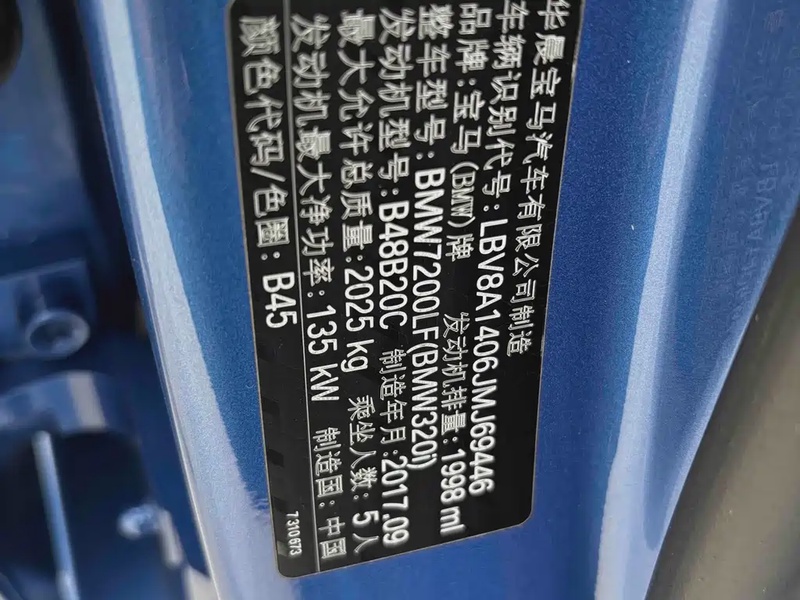 华晨宝马汽车有限公司制造
车辆识别代号: LBV8A1406JMJ69446
品牌: 宝马(BMW)牌 发动机排量: 1998 ml
整车型号: BMW7200LF(BMW320i)
发动机型号: B48B20C 制造年月: 2017.09
最大允许总质量: 2025 kg 乘坐人数: 5人
发动机最大净功率: 135 kW 制造国: 中国
颜色代码/色圈: B45 7310673